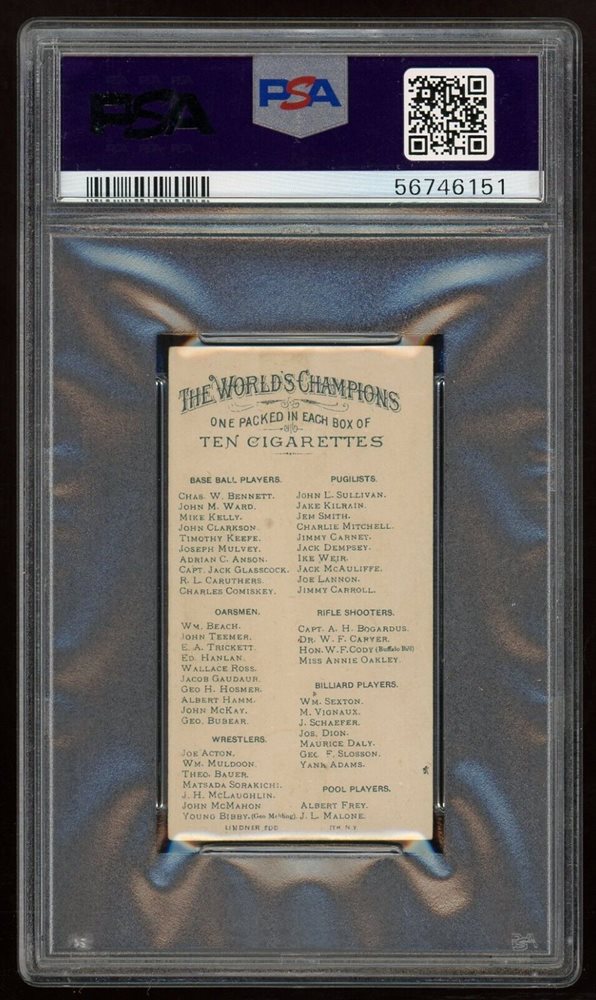 PSA
PSA
56746151
THE WORLD'S CHAMPIONS
ONE PACKED IN EACH BOX OF
TEN CIGARETTES
BASE BALL PLAYERS.
CHAS. W. BENNETT.
JOHN M. WARD.
MIKE KELLY.
JOHN CLARKSON.
TIMOTHY KEEFE.
JOSEPH MULVEY.
ADRIAN C. ANSON.
CAPT. JACK GLASSCOCK.
R. L. CARUTHERS.
CHARLES COMISKEY.
OARSMEN.
WM. BEACH.
JOHN TEEMER.
E. A. TRICKETT.
ED. HANLAN.
WALLACE ROSS.
JACOB GAUDAUR.
GEO H. HOSMER.
ALBERT HAMM.
JOHN MCKAY.
GEO. BUBEAR.
WRESTLERS.
JOE ACTON.
WM. MULDOON.
THEO. BAUER.
MATSADA SORAKICHI.
J. H. MCLAUGHLIN.
JOHN MCMAHON
YOUNG BIBBY. (Geo Mehling).
PUGILISTS.
JOHN L. SULLIVAN.
JAKE KILRAIN.
JEM SMITH.
CHARLIE MITCHELL.
JIMMY CARNEY.
JACK DEMPSEY.
IKE WEIR.
JACK MCAULIFFE.
JOE LANNON.
JIMMY CARROLL.
RIFLE SHOOTERS.
CAPT. A. H. BOGARDUS.
DR. W. F. CARVER.
HON. W. F. CODY (Buffalo Bill)
MISS ANNIE OAKLEY.
BILLIARD PLAYERS.
WM. SEXTON.
M. VIGNAUX.
J. SCHAEFER.
JOS. DION.
MAURICE DALY.
GEO. F. SLOSSON.
YANK ADAMS.
POOL PLAYERS.
ALBERT FREY.
J. L. MALONE.
LINDNER EDDY
N.Y.
PSA